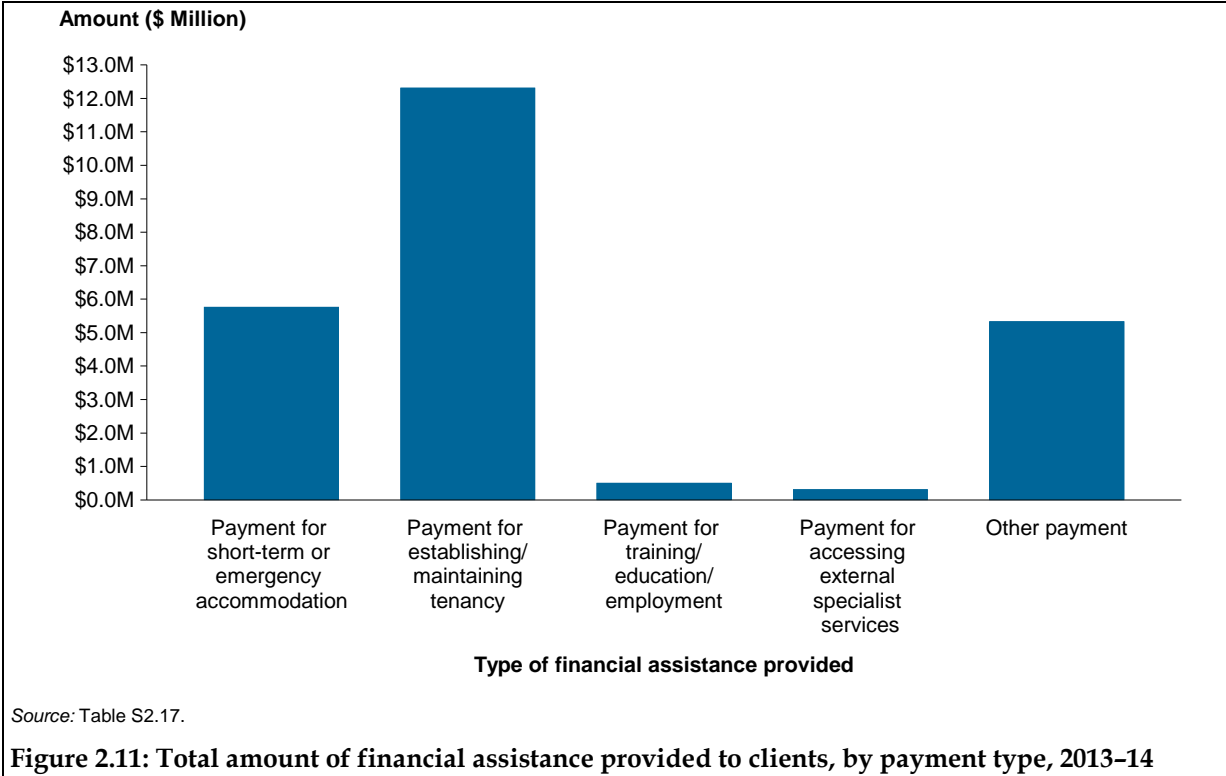 Amount ($ Million)
$13.0M
$12.0M
$11.0M
$10.0M
$9.0M
$8.0M
$7.0M
$6.0M
$5.0M
$4.0M
$3.0M
$2.0M
$1.0M
$0.0M
Payment for
short-term or
emergency
accommodation
Payment for
establishing/
maintaining
tenancy
Payment for
training/
education/
employment
Payment for
accessing
external
specialist
services
Other payment
Type of financial assistance provided
Source: Table S2.17.
Figure 2.11: Total amount of financial assistance provided to clients, by payment type, 2013–14